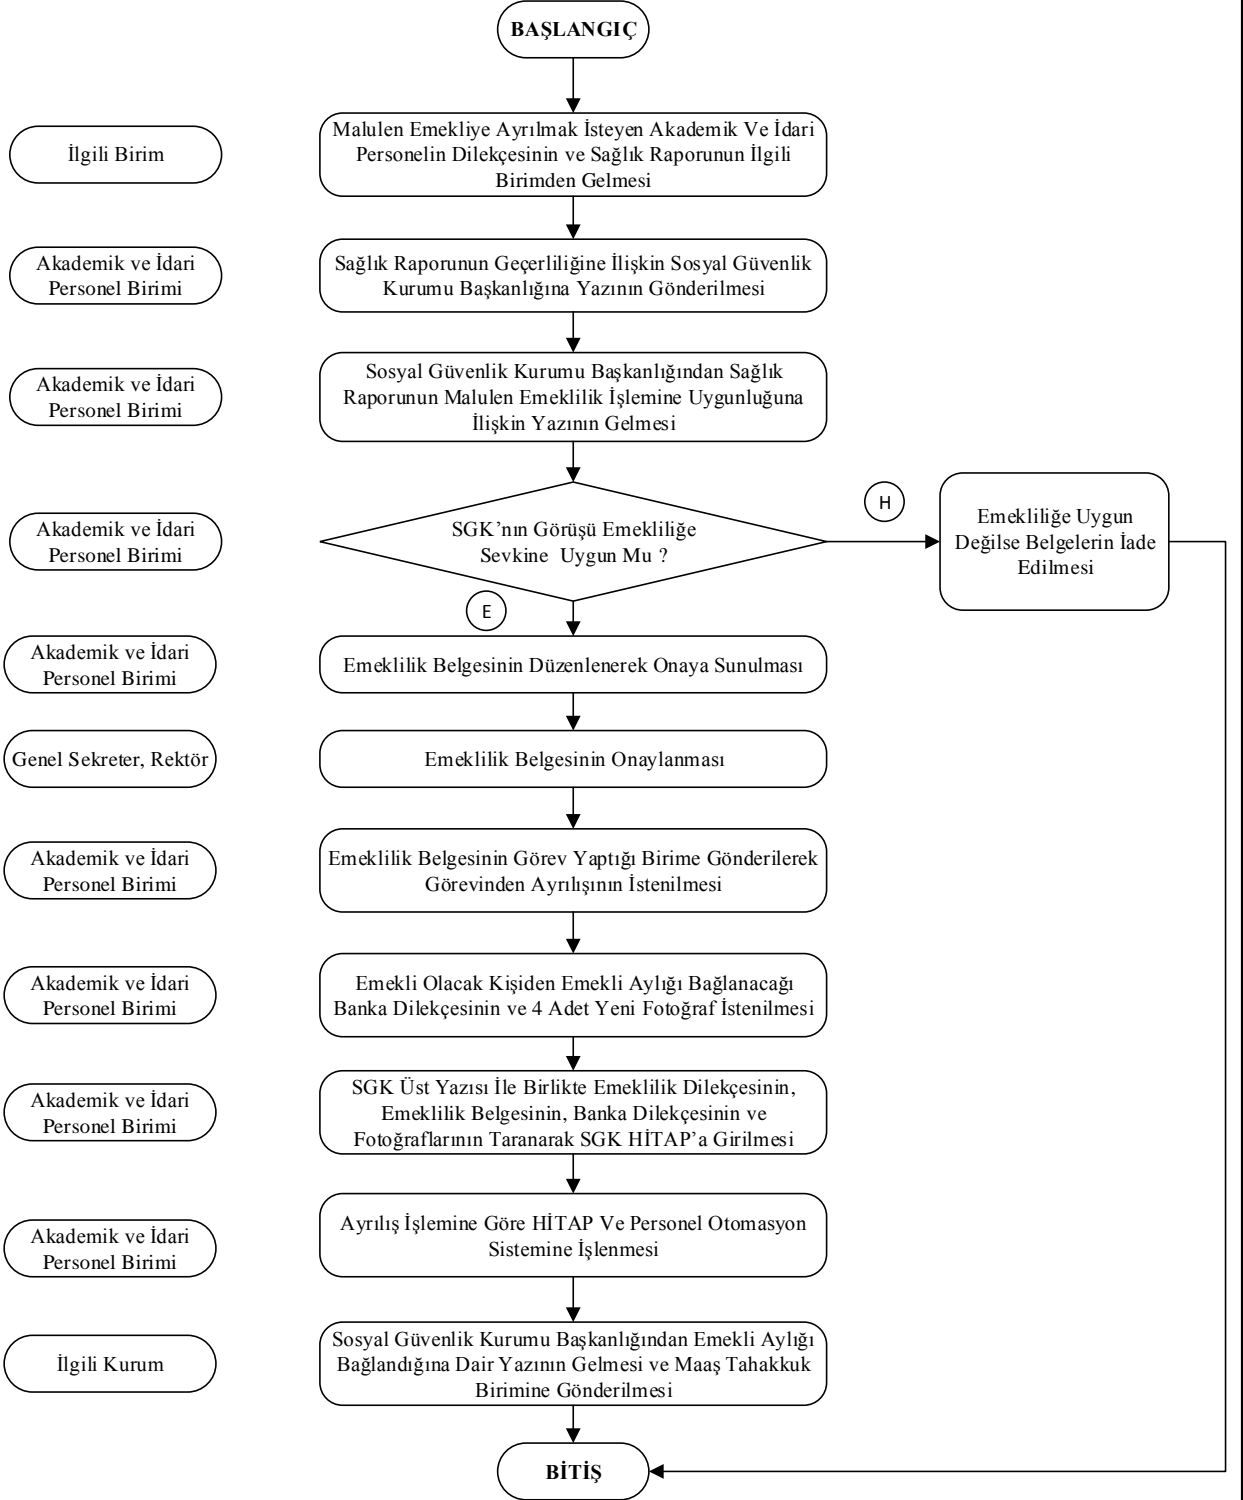 BAŞLANGIÇ
İlgili Birim
Malulen Emekliye Ayrılmak İsteyen Akademik Ve İdari
Personelin Dilekçesinin ve Sağlık Raporunun İlgili
Birimden Gelmesi
Akademik ve İdari
Personel Birimi
Sağlık Raporunun Geçerliliğine İlişkin Sosyal Güvenlik
Kurumu Başkanlığına Yazının Gönderilmesi
Akademik ve İdari
Personel Birimi
Sosyal Güvenlik Kurumu Başkanlığından Sağlık
Raporunun Malulen Emeklilik İşlemine Uygunluğuna
İlişkin Yazının Gelmesi
Akademik ve İdari
Personel Birimi
SGK’nın Görüşü Emekliliğe
Sevkine Uygun Mu ?
H
Emekliliğe Uygun
Değilse Belgelerin İade
Edilmesi
E
Akademik ve İdari
Personel Birimi
Emeklilik Belgesinin Düzenlenerek Onaya Sunulması
Genel Sekreter, Rektör
Emeklilik Belgesinin Onaylanması
Akademik ve İdari
Personel Birimi
Emeklilik Belgesinin Görev Yaptığı Birime Gönderilerek
Görevinden Ayrılışının İstenilmesi
Akademik ve İdari
Personel Birimi
Emekli Olacak Kişiden Emekli Aylığı Bağlanacağı
Banka Dilekçesinin ve 4 Adet Yeni Fotoğraf İstenilmesi
Akademik ve İdari
Personel Birimi
SGK Üst Yazısı İle Birlikte Emeklilik Dilekçesinin,
Emeklilik Belgesinin, Banka Dilekçesinin ve
Fotoğraflarının Taranarak SGK HİTAP’a Girilmesi
Akademik ve İdari
Personel Birimi
Ayrılış İşlemine Göre HİTAP Ve Personel Otomasyon
Sistemine İşlenmesi
İlgili Kurum
Sosyal Güvenlik Kurumu Başkanlığından Emekli Aylığı
Bağlandığına Dair Yazının Gelmesi ve Maaş Tahakkuk
Birimine Gönderilmesi
BİTİŞ